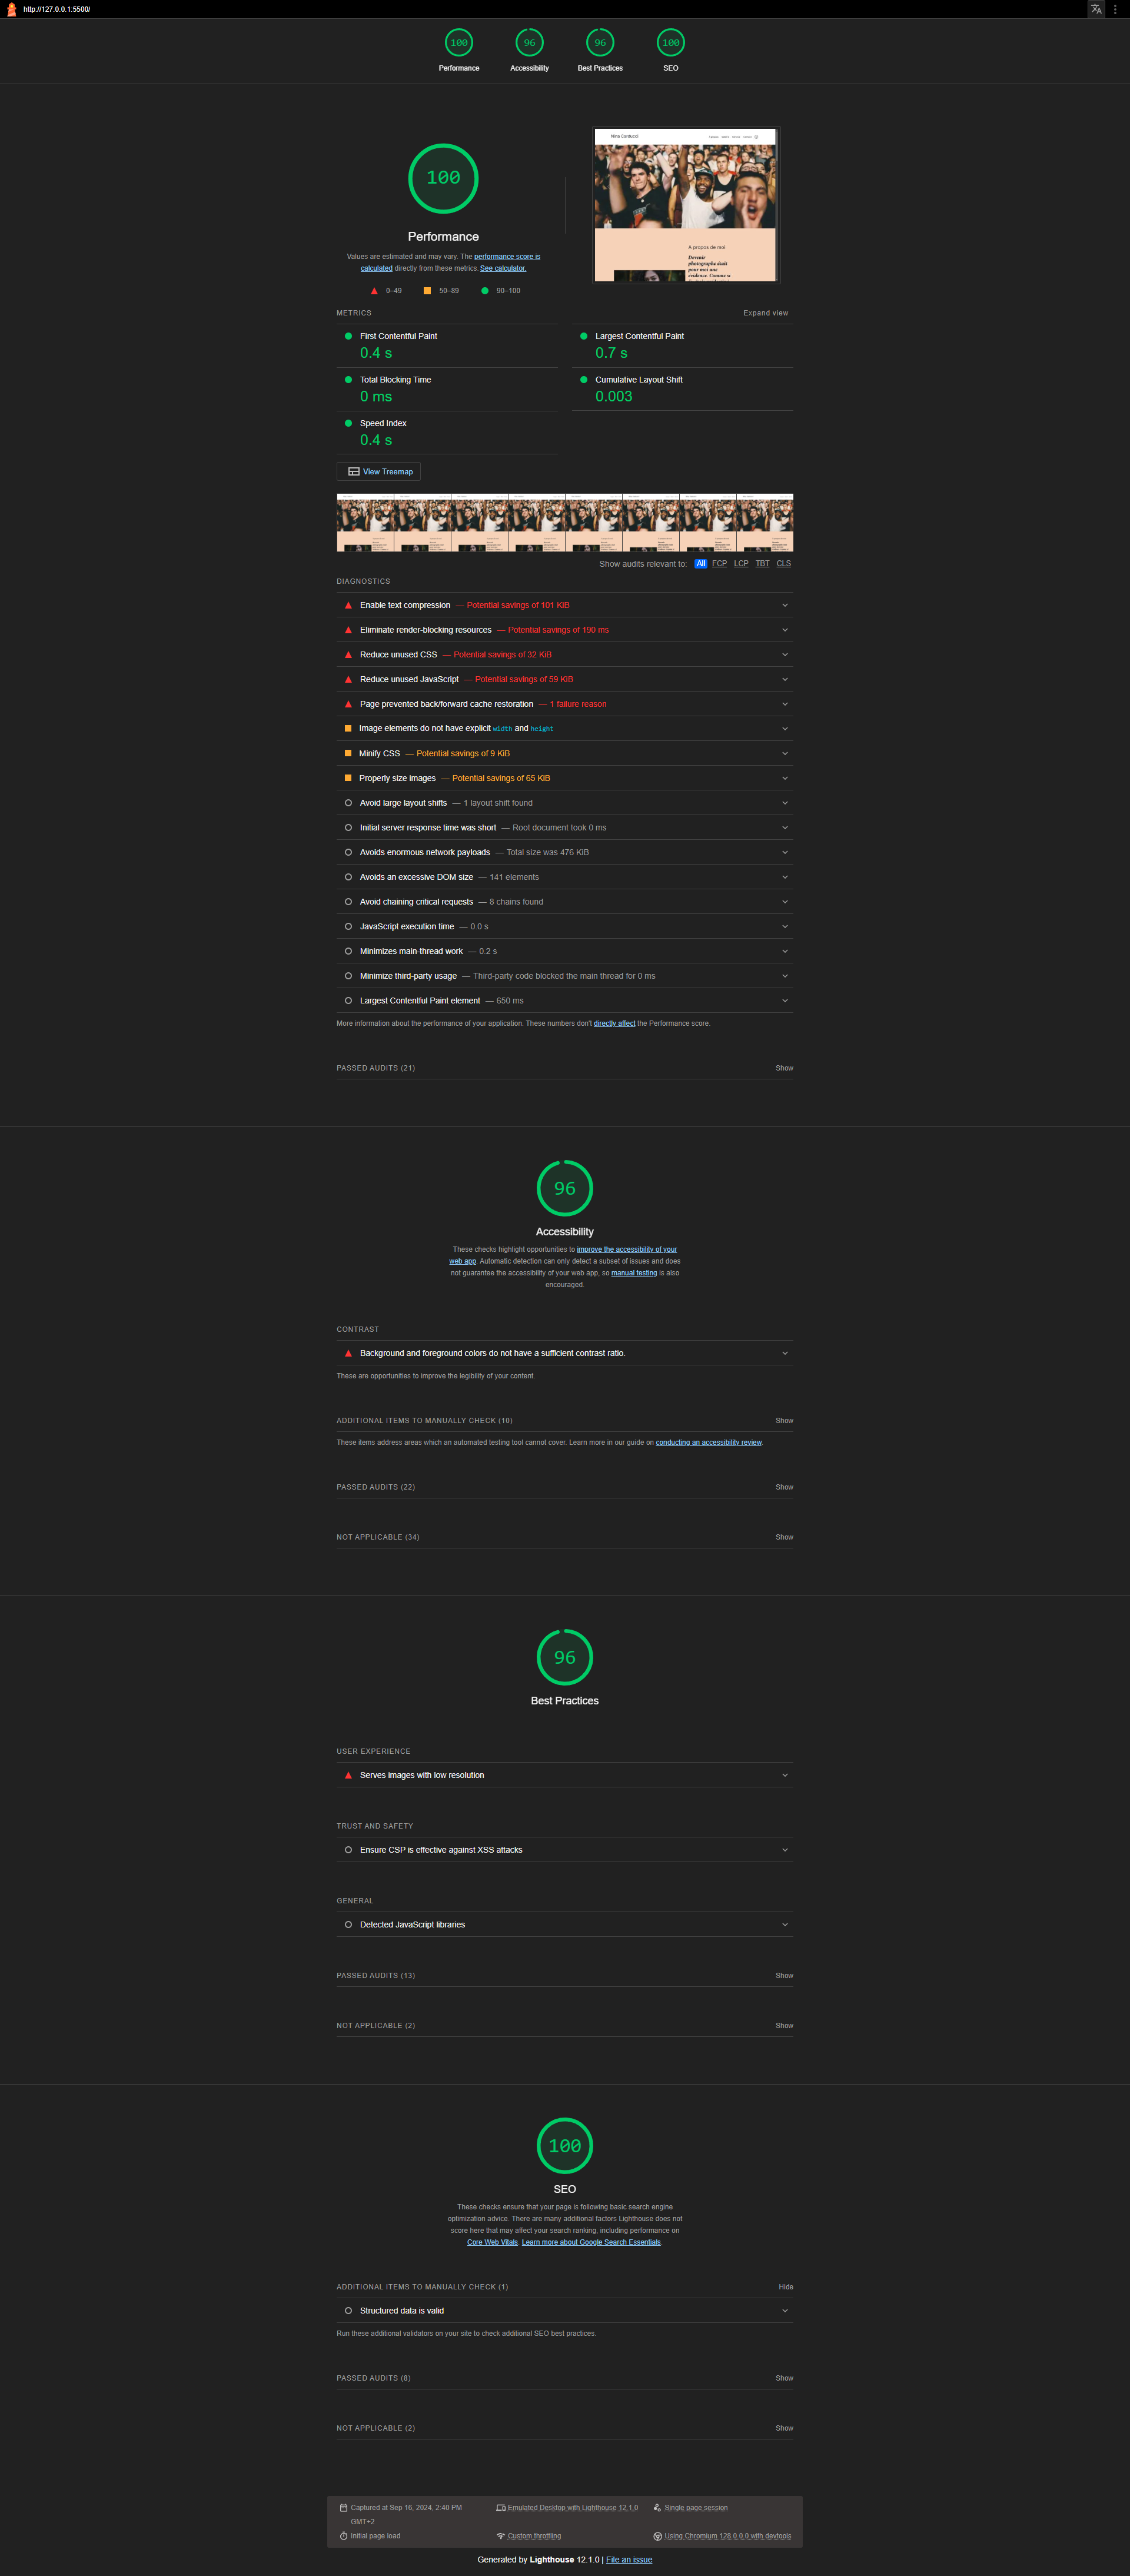 http://127.0.0.1:5500/
100
96
96
100
Performance
Accessibility
Best Practices
SEO
100
Performance
Values are estimated and may vary. The performance score is
calculated directly from these metrics. See calculator.
0–49
50–89
90–100
Nina Carducci
A propos de moi
Devenir
photographe était
pour moi une
évidence. Comme si
METRICS
Expand view
First Contentful Paint
0.4 s
Largest Contentful Paint
0.7 s
Total Blocking Time
0 ms
Cumulative Layout Shift
0.003
Speed Index
0.4 s
View Treemap
Show audits relevant to: All FCP LCP TBT CLS
DIAGNOSTICS
Enable text compression — Potential savings of 101 KiB
Eliminate render-blocking resources — Potential savings of 190 ms
Reduce unused CSS — Potential savings of 32 KiB
Reduce unused JavaScript — Potential savings of 59 KiB
Page prevented back/forward cache restoration — 1 failure reason
Image elements do not have explicit width and height
Minify CSS — Potential savings of 9 KiB
Properly size images — Potential savings of 65 KiB
Avoid large layout shifts — 1 layout shift found
Initial server response time was short — Root document took 0 ms
Avoids enormous network payloads — Total size was 476 KiB
Avoids an excessive DOM size — 141 elements
Avoid chaining critical requests — 8 chains found
JavaScript execution time — 0.0 s
Minimizes main-thread work — 0.2 s
Minimize third-party usage — Third-party code blocked the main thread for 0 ms
Largest Contentful Paint element — 650 ms
More information about the performance of your application. These numbers don't directly affect the Performance score.
PASSED AUDITS (21)
Show
96
Accessibility
These checks highlight opportunities to improve the accessibility of your
web app. Automatic detection can only detect a subset of issues and does
not guarantee the accessibility of your web app, so manual testing is also
encouraged.
CONTRAST
Background and foreground colors do not have a sufficient contrast ratio.
These are opportunities to improve the legibility of your content.
ADDITIONAL ITEMS TO MANUALLY CHECK (10)
Show
These items address areas which an automated testing tool cannot cover. Learn more in our guide on conducting an accessibility review.
PASSED AUDITS (22)
Show
NOT APPLICABLE (34)
Show
96
Best Practices
USER EXPERIENCE
Serves images with low resolution
TRUST AND SAFETY
Ensure CSP is effective against XSS attacks
GENERAL
Detected JavaScript libraries
PASSED AUDITS (13)
Show
NOT APPLICABLE (2)
Show
100
SEO
These checks ensure that your page is following basic search engine
optimization advice. There are many additional factors Lighthouse does not
score here that may affect your search ranking, including performance on
Core Web Vitals. Learn more about Google Search Essentials.
ADDITIONAL ITEMS TO MANUALLY CHECK (1)
Hide
Structured data is valid
Run these additional validators on your site to check additional SEO best practices.
PASSED AUDITS (8)
Show
NOT APPLICABLE (2)
Show
Captured at Sep 16, 2024, 2:40 PM
GMT+2
Emulated Desktop with Lighthouse 12.1.0
Single page session
Initial page load
Custom throttling
Using Chromium 128.0.0.0 with devtools
Generated by Lighthouse 12.1.0 | File an issue